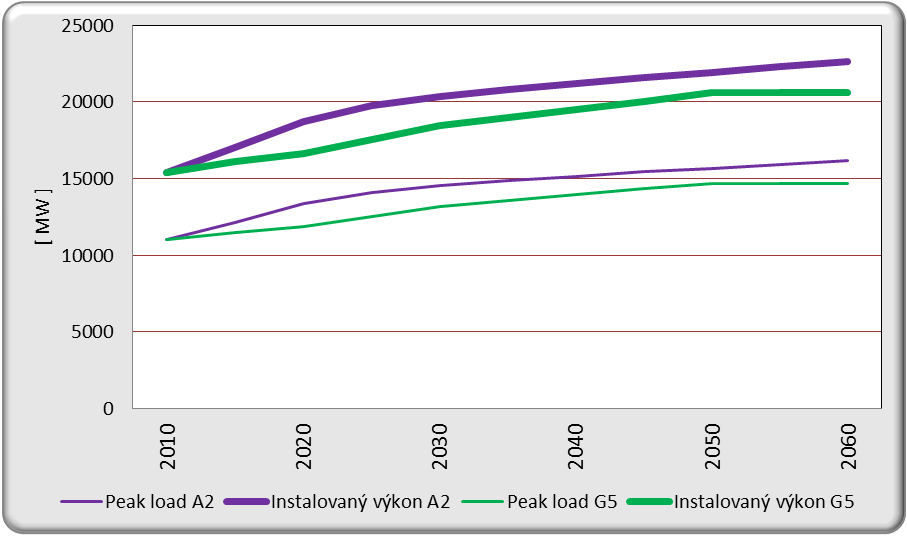 25000
20000
15000
10000
5000
0
[ MW ]
2010 2020 2030 2040 2050 2060
Peak load A2 Instalovaný výkon A2 Peak load G5 Instalovaný výkon G5